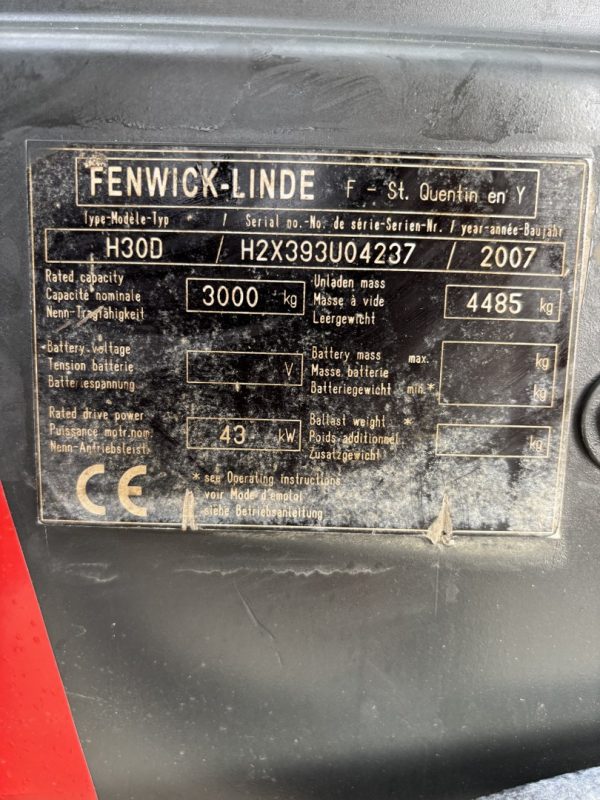 FENWICK-LINDE F - St. Quentin en Y
Type-Modèle-Typ * / Serial no.-No. de série-Serien-Nr. / year-année-Baujahr
H30D / H2X393U04237 / 2007
Rated capacity
Capacité nominale
Nenn-Tragfähigkeit
3000 kg
Unladen mass
Masse à vide
Leergewicht
4485 kg
Battery voltage
Tension batterie
Batteriespannung
V
Battery mass max. kg
Masse batterie
Batteriegewicht min.* kg
Rated drive power
Puissance motr.nom.
Nenn-Antriebsleist.
43 kW
Ballast weight *
Poids additionnel
Zusatzgewicht
kg
CE
* see Operating instructions
voir Mode d'emploi
siehe Betriebsanleitung